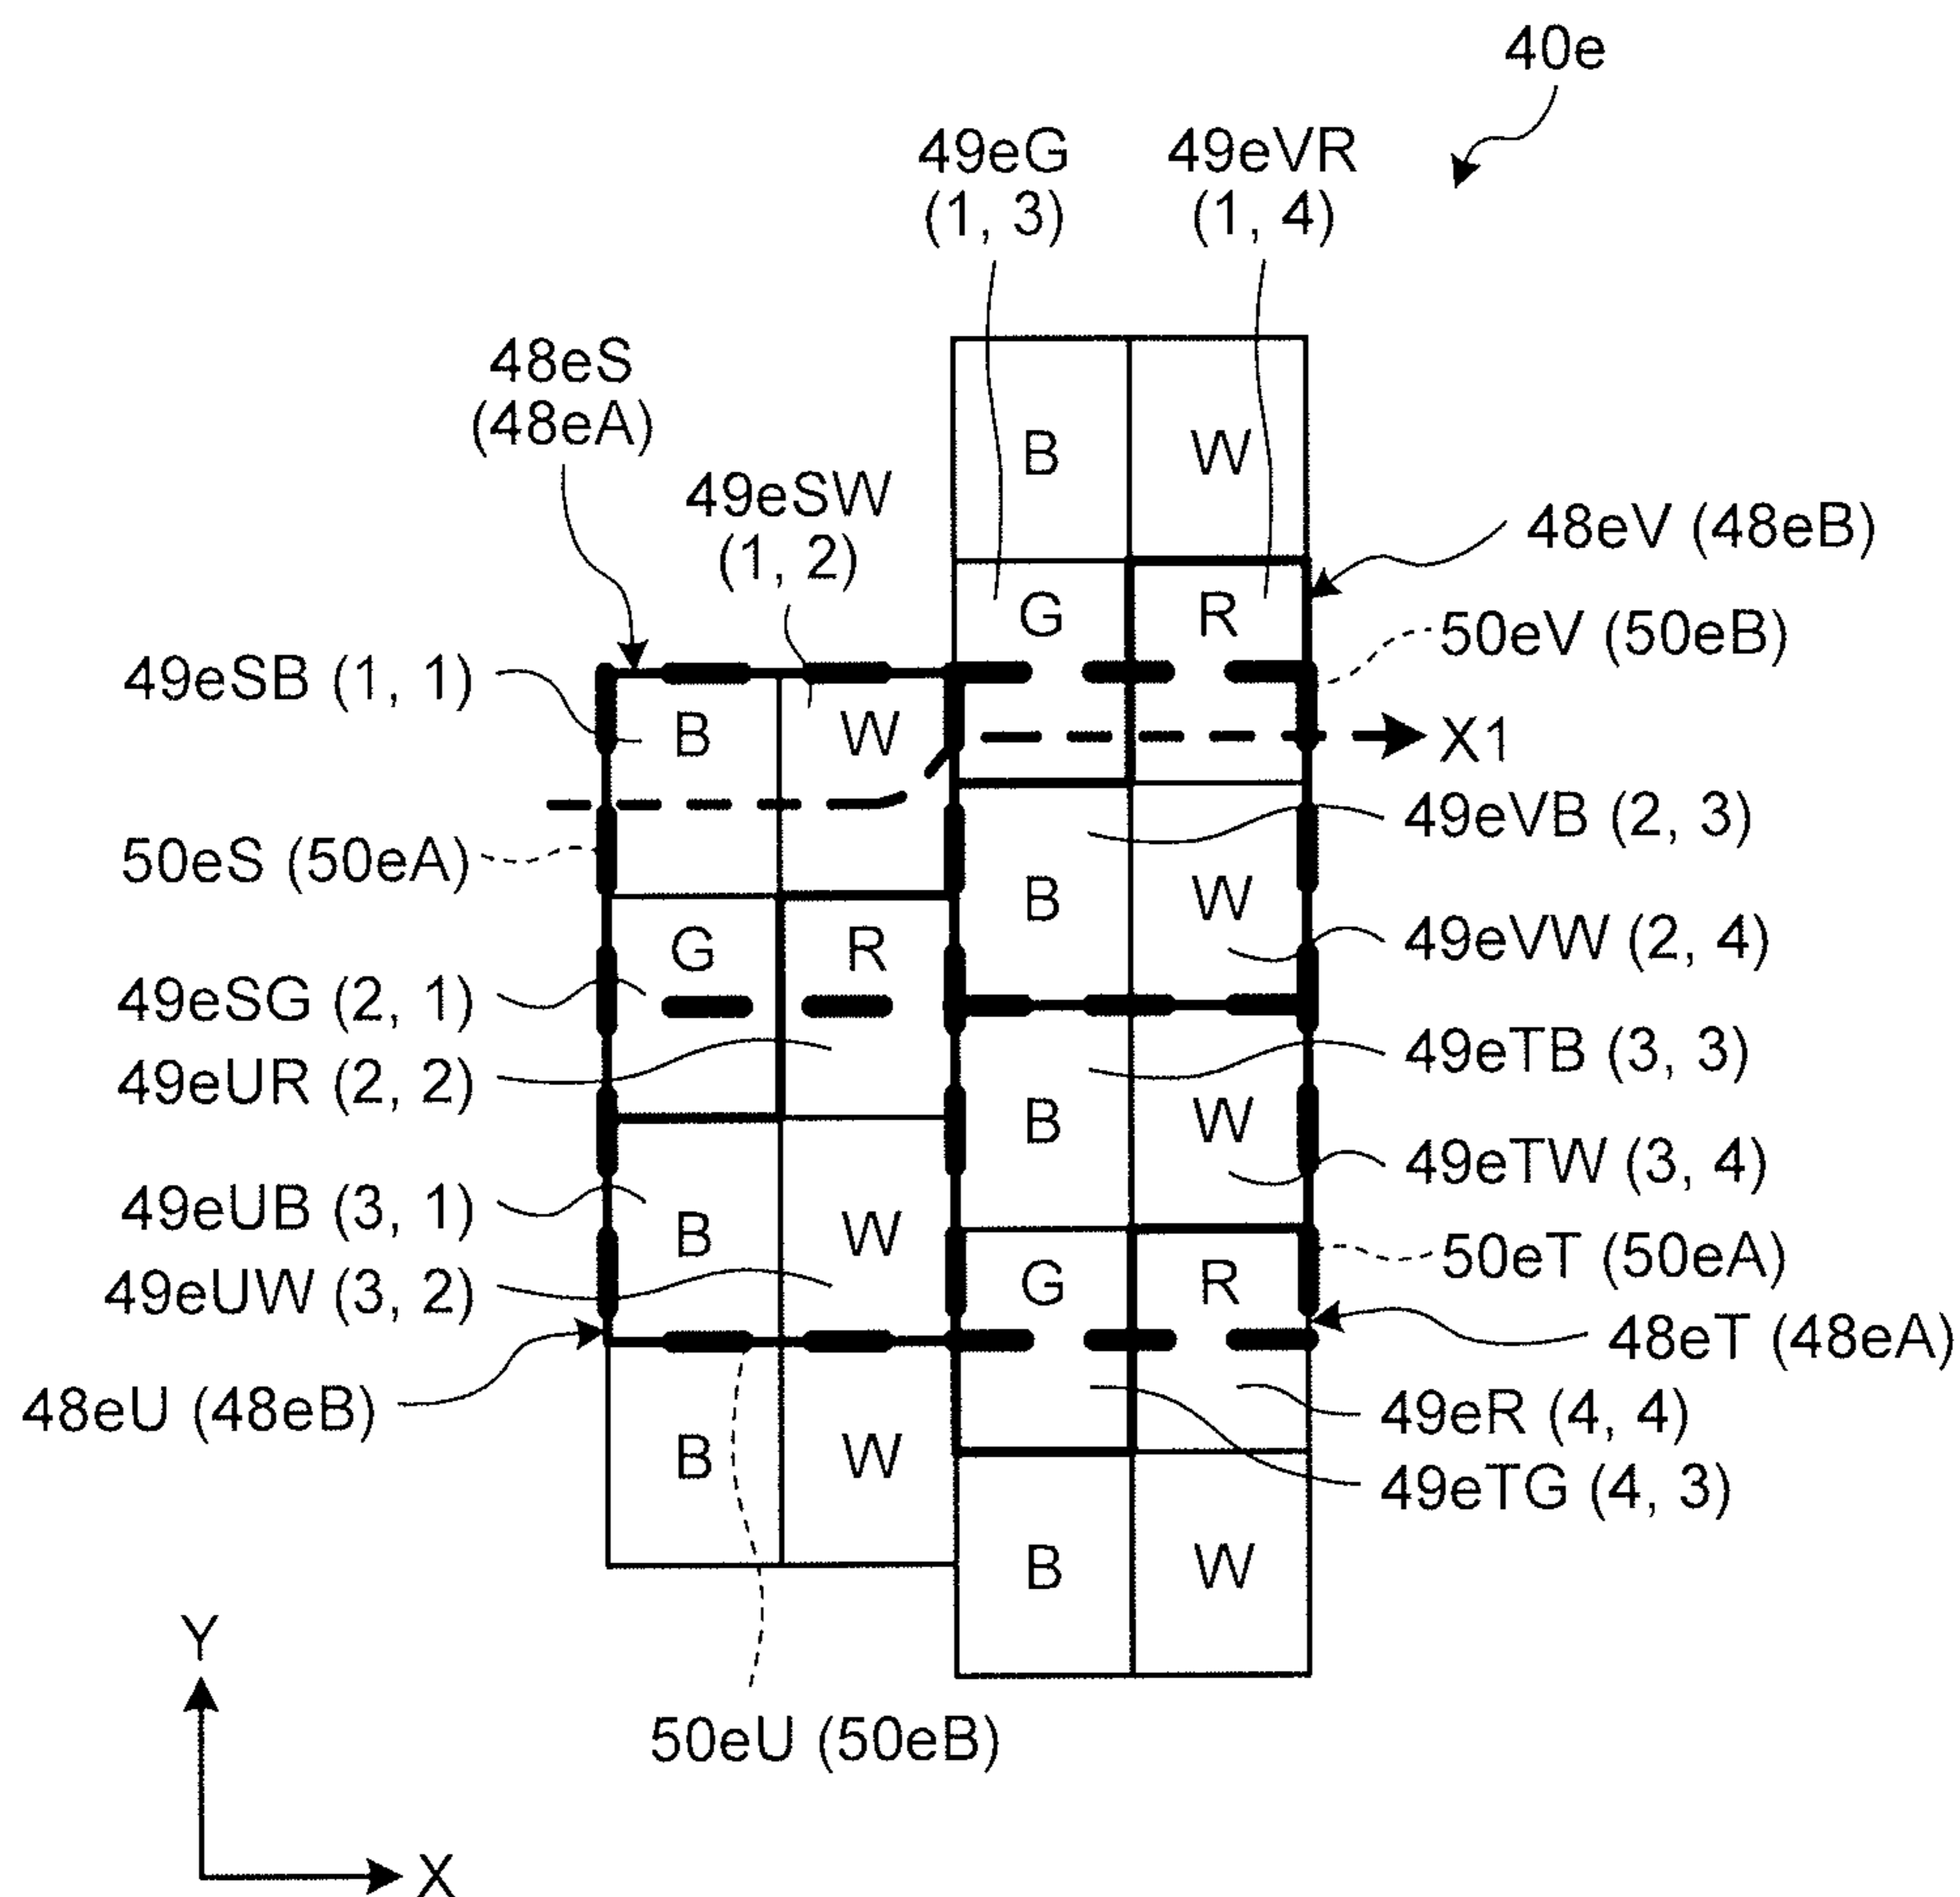 40e
49eG
(1, 3)
49eVR
(1, 4)
48eS
(48eA)
49eSW
(1, 2)
B W
48eV (48eB)
G R
50eV (50eB)
49eSB (1, 1)
B W
X1
49eVB (2, 3)
50eS (50eA)
B W
49eVW (2, 4)
G R
49eSG (2, 1)
49eTB (3, 3)
49eUR (2, 2)
B W
49eTW (3, 4)
49eUB (3, 1)
B W
50eT (50eA)
49eUW (3, 2)
G R
48eT (48eA)
48eU (48eB)
49eR (4, 4)
B W
49eTG (4, 3)
B W
Y
50eU (50eB)
X